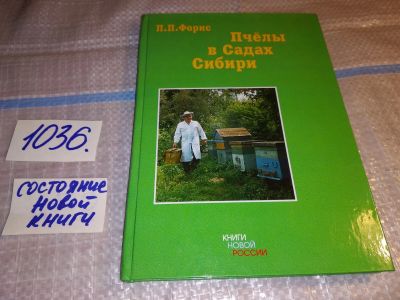 П.П.Форис
Пчёлы
в Садах
Сибири
КНИГИ
НОВОЙ
РОССИИ
1036.
состояние
новой
книги